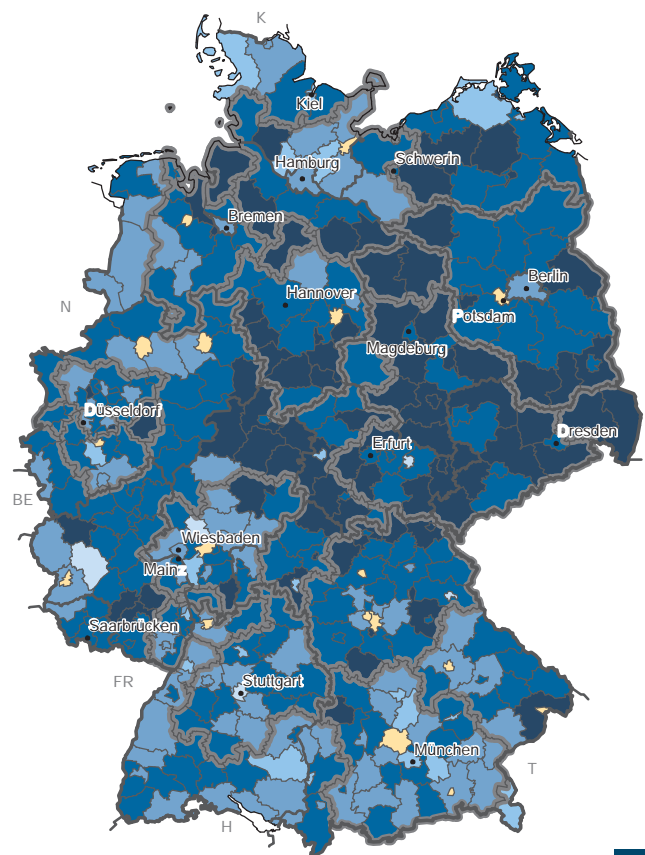 K
Kiel
Hamburg
Schwerin
Bremen
Berlin
N
Hannover
Potsdam
Magdeburg
Düsseldorf
Dresden
Erfurt
BE
Wiesbaden
Mainz
Saarbrücken
FR
Stuttgart
München
T
H